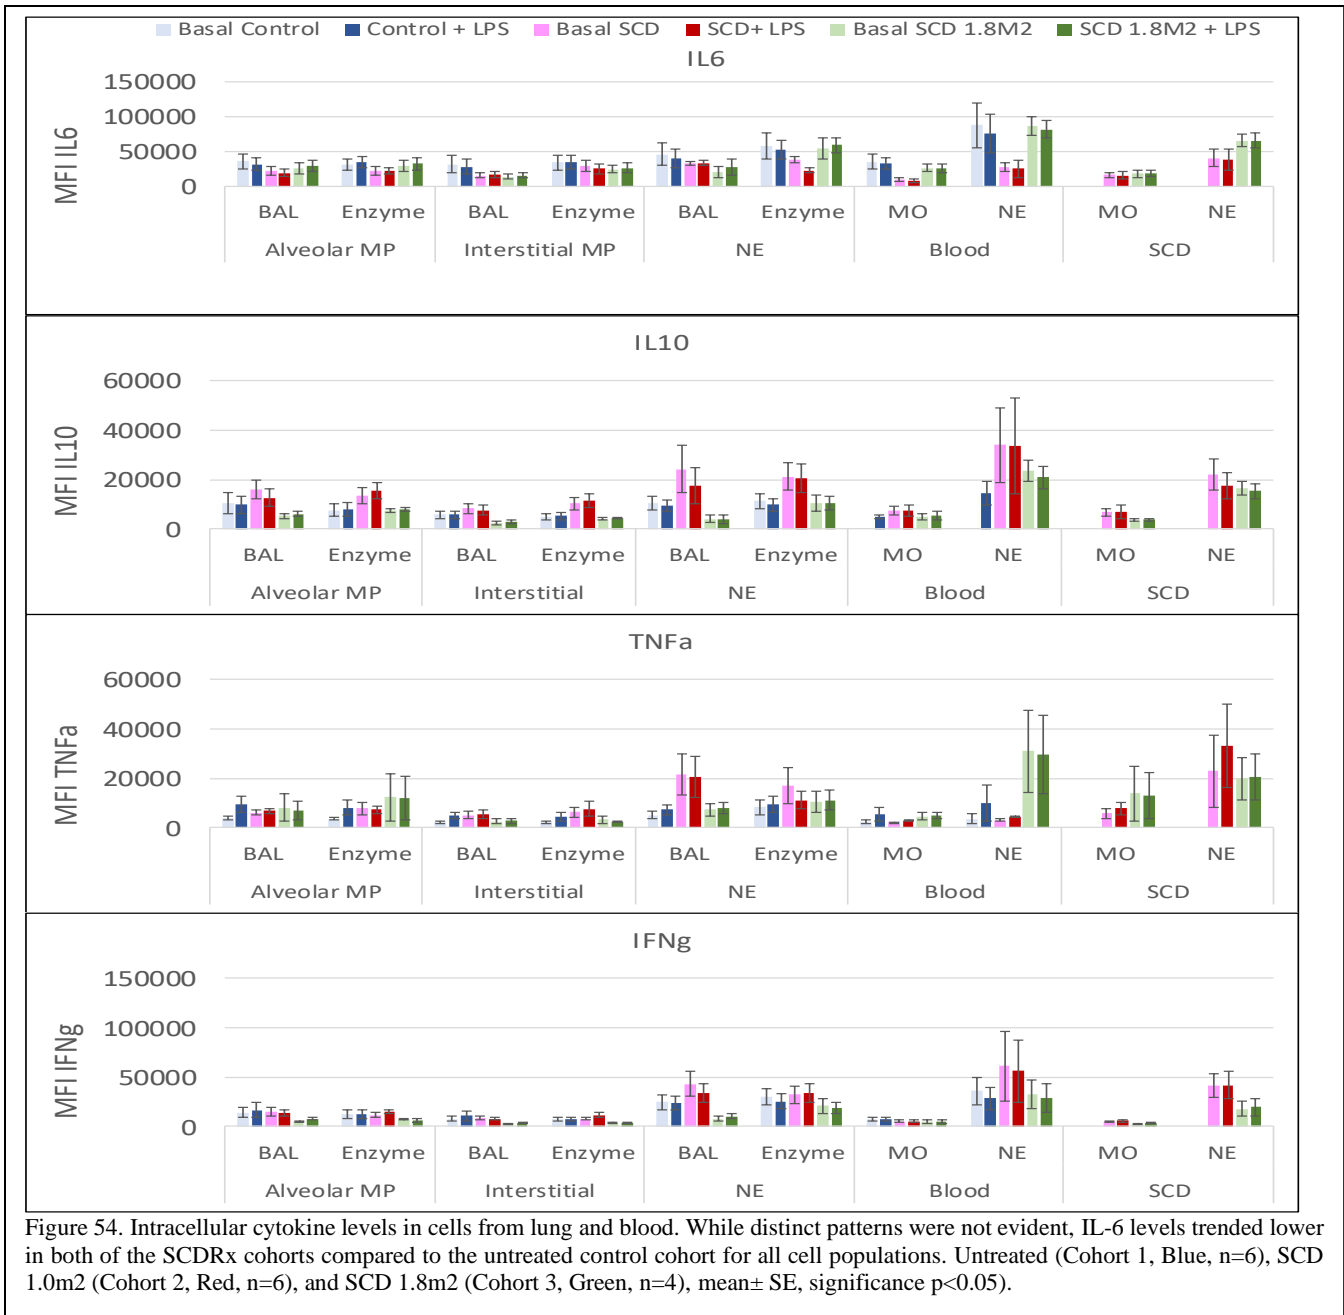 Basal Control Control + LPS Basal SCD SCD+ LPS Basal SCD 1.8M2 SCD 1.8M2 + LPS
IL6
MFI IL6
150000
100000
50000
0
BAL Enzyme BAL Enzyme BAL Enzyme MO NE MO NE
Alveolar MP Interstitial MP NE Blood SCD
IL10
MFI IL10
60000
40000
20000
0
BAL Enzyme BAL Enzyme BAL Enzyme MO NE MO NE
Alveolar MP Interstitial NE Blood SCD
TNFa
MFI TNFa
60000
40000
20000
0
BAL Enzyme BAL Enzyme BAL Enzyme MO NE MO NE
Alveolar MP Interstitial NE Blood SCD
IFNg
MFI IFNg
150000
100000
50000
0
BAL Enzyme BAL Enzyme BAL Enzyme MO NE MO NE
Alveolar MP Interstitial NE Blood SCD
Figure 54. Intracellular cytokine levels in cells from lung and blood. While distinct patterns were not evident, IL-6 levels trended lower
in both of the SCDRx cohorts compared to the untreated control cohort for all cell populations. Untreated (Cohort 1, Blue, n=6), SCD
1.0m2 (Cohort 2, Red, n=6), and SCD 1.8m2 (Cohort 3, Green, n=4), mean± SE, significance p<0.05).